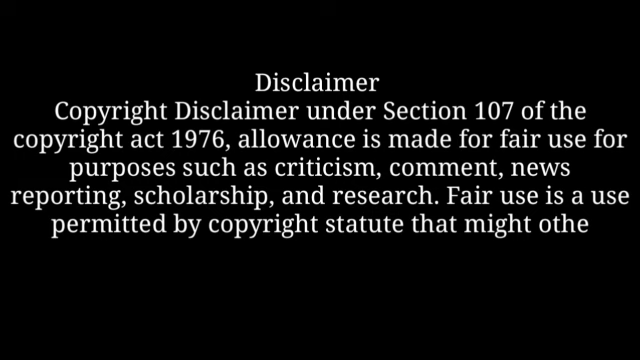 Disclaimer
Copyright Disclaimer under Section 107 of the
copyright act 1976, allowance is made for fair use for
purposes such as criticism, comment, news
reporting, scholarship, and research. Fair use is a use
permitted by copyright statute that might othe